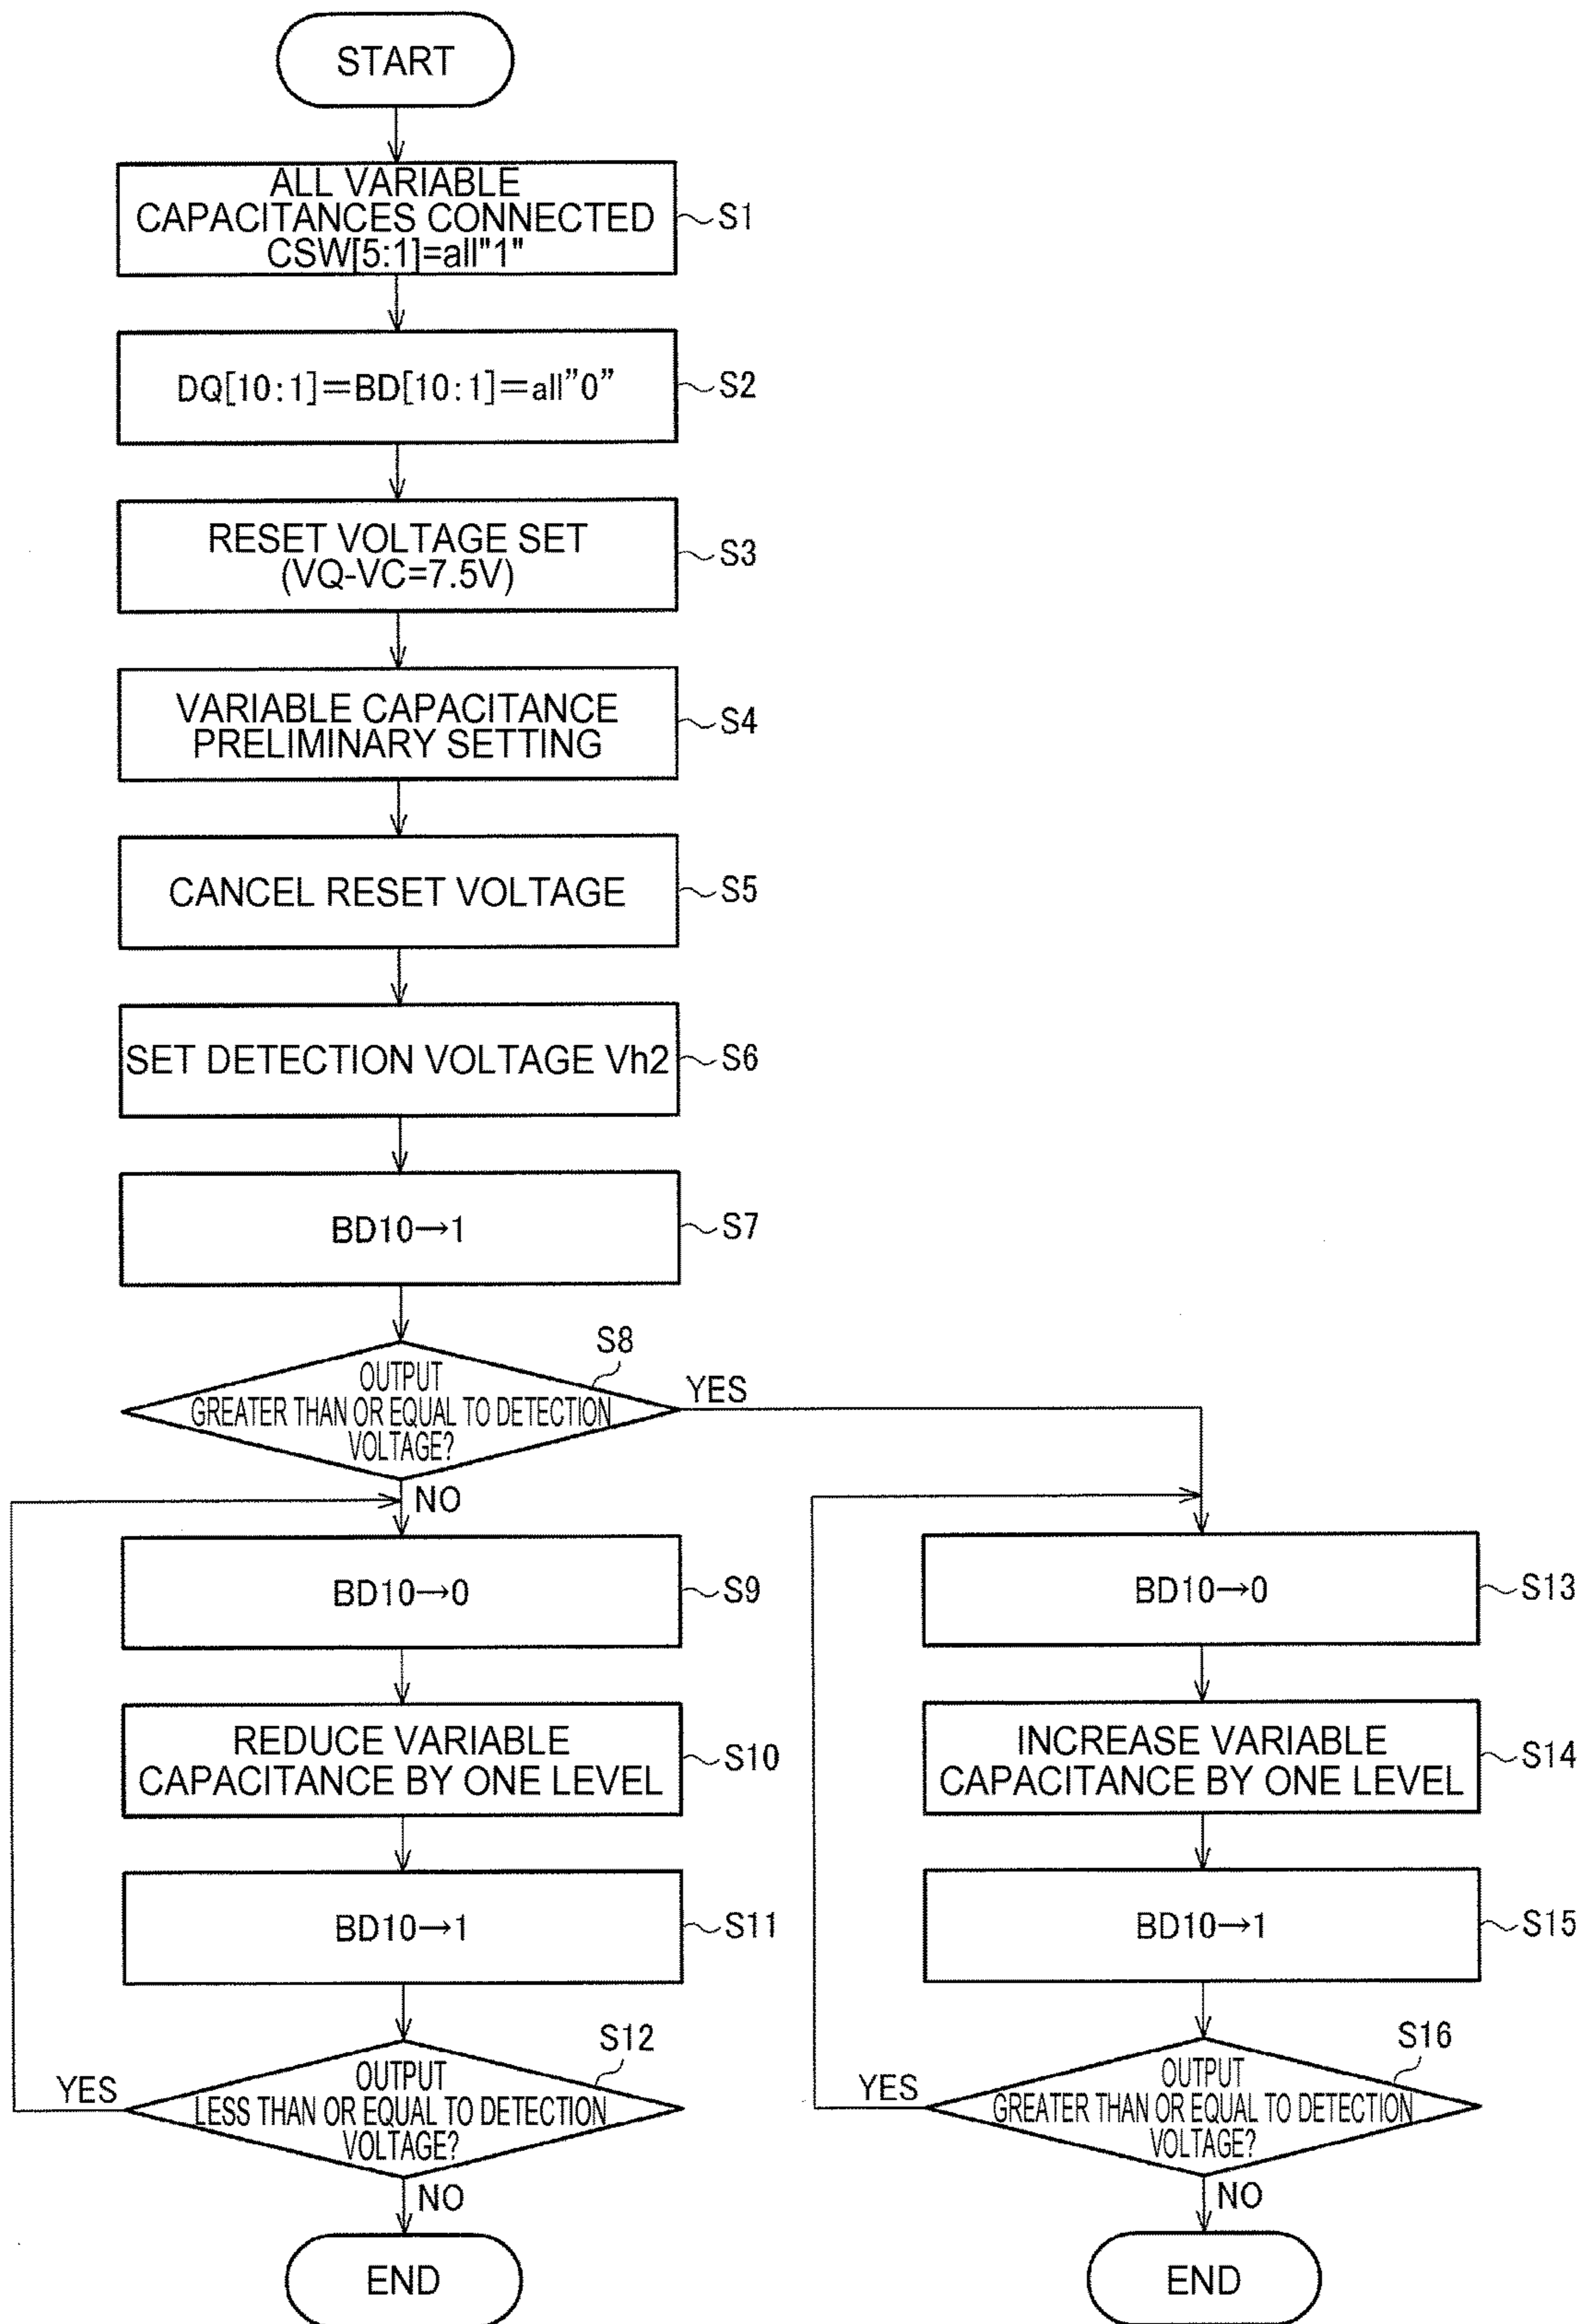 START
ALL VARIABLE
CAPACITANCES CONNECTED
CSW[5:1]=all"1"
S1
DQ[10:1]=BD[10:1]=all"0"
S2
RESET VOLTAGE SET
(VQ-VC=7.5V)
S3
VARIABLE CAPACITANCE
PRELIMINARY SETTING
S4
CANCEL RESET VOLTAGE
S5
SET DETECTION VOLTAGE Vh2
S6
BD10→1
S7
S8
OUTPUT
GREATER THAN OR EQUAL TO DETECTION
VOLTAGE?
YES
NO
BD10→0
S9
REDUCE VARIABLE
CAPACITANCE BY ONE LEVEL
S10
BD10→1
S11
S12
OUTPUT
LESS THAN OR EQUAL TO DETECTION
VOLTAGE?
YES
NO
END
BD10→0
S13
INCREASE VARIABLE
CAPACITANCE BY ONE LEVEL
S14
BD10→1
S15
S16
OUTPUT
GREATER THAN OR EQUAL TO DETECTION
VOLTAGE?
YES
NO
END